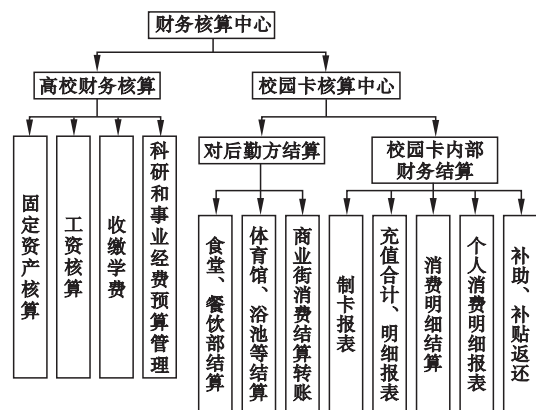 财务核算中心
高校财务核算
校园卡核算中心
对后勤方结算
校园卡内部
财务结算
固定资产核算
工资核算
收缴学费
科研和事业经费预算管理
食堂、餐饮部结算
体育馆、浴池等结算
商业街消费结算转账
制卡报表
充值合计、明细报表
消费明细结算
个人消费明细报表
补助、补贴返还